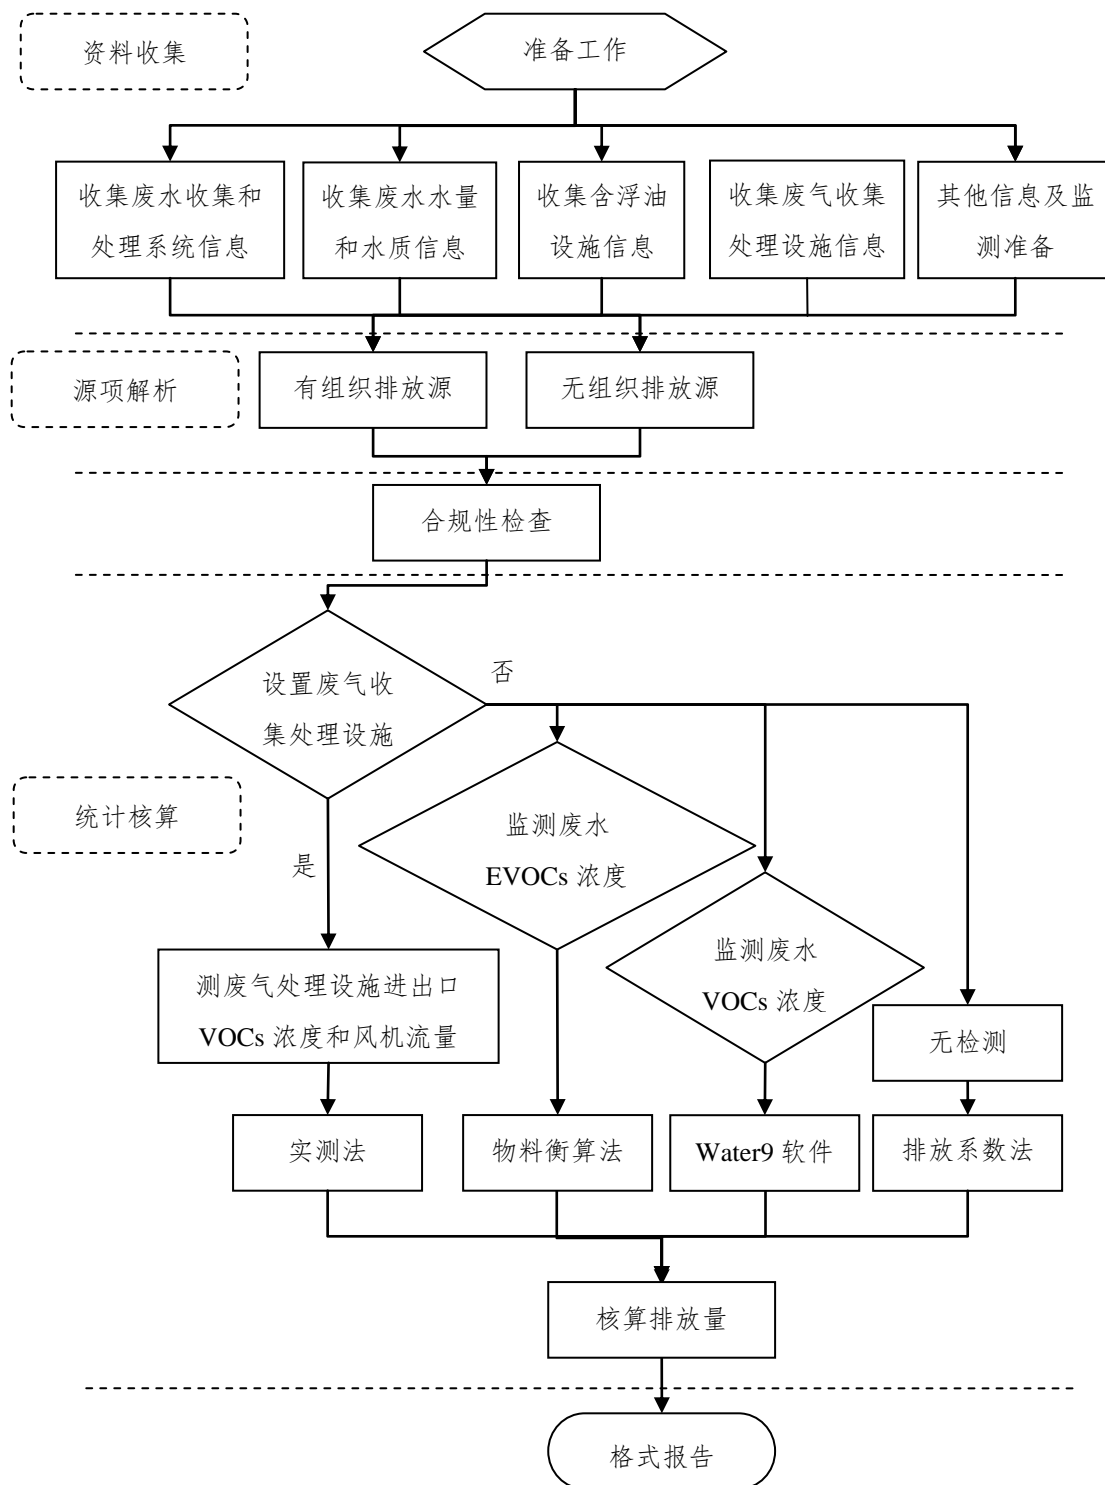 资料收集
准备工作
收集废水收集和
处理系统信息
收集废水水量
和水质信息
收集含浮油
设施信息
收集废气收集
处理设施信息
其他信息及监
测准备
源项解析
有组织排放源
无组织排放源
合规性检查
设置废气收
集处理设施
否
统计核算
是
监测废水
EVOCs 浓度
监测废水
VOCs 浓度
测废气处理设施进出口
VOCs 浓度和风机流量
无检测
实测法
物料衡算法
Water9 软件
排放系数法
核算排放量
格式报告